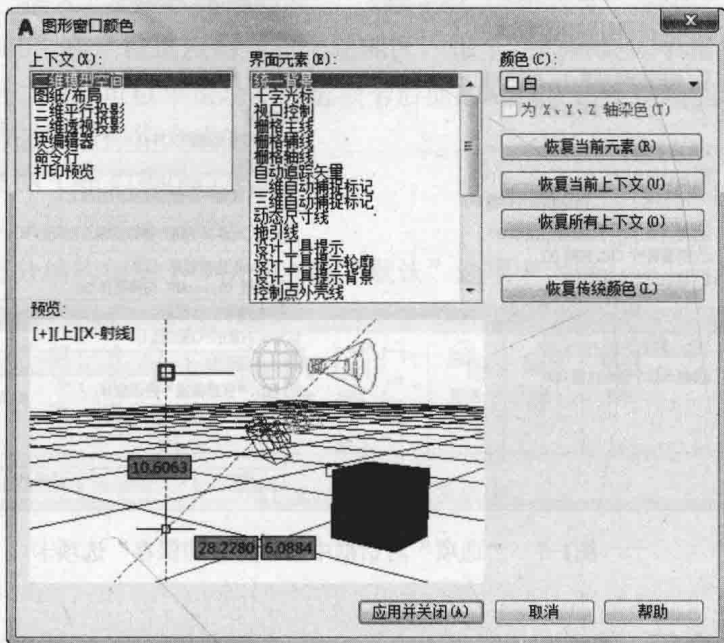 图形窗口颜色
上下文(X):
二维模型空间
图纸/布局
三维平行投影
三维透视投影
块编辑器
命令行
打印预览
界面元素(E):
统一背景
十字光标
视口控制
栅格主线
栅格辅线
栅格轴线
自动追踪矢量
二维自动捕捉标记
三维自动捕捉标记
动态尺寸线
拖引线
设计工具提示
设计工具提示轮廓
设计工具提示背景
控制点外壳线
颜色(C):
白
为 X、Y、Z 轴染色(T)
恢复当前元素(R)
恢复当前上下文(U)
恢复所有上下文(O)
恢复传统颜色(L)
预览:
[+][上][X-射线]
10.6063
28.2280
6.0884
应用并关闭(A)
取消
帮助